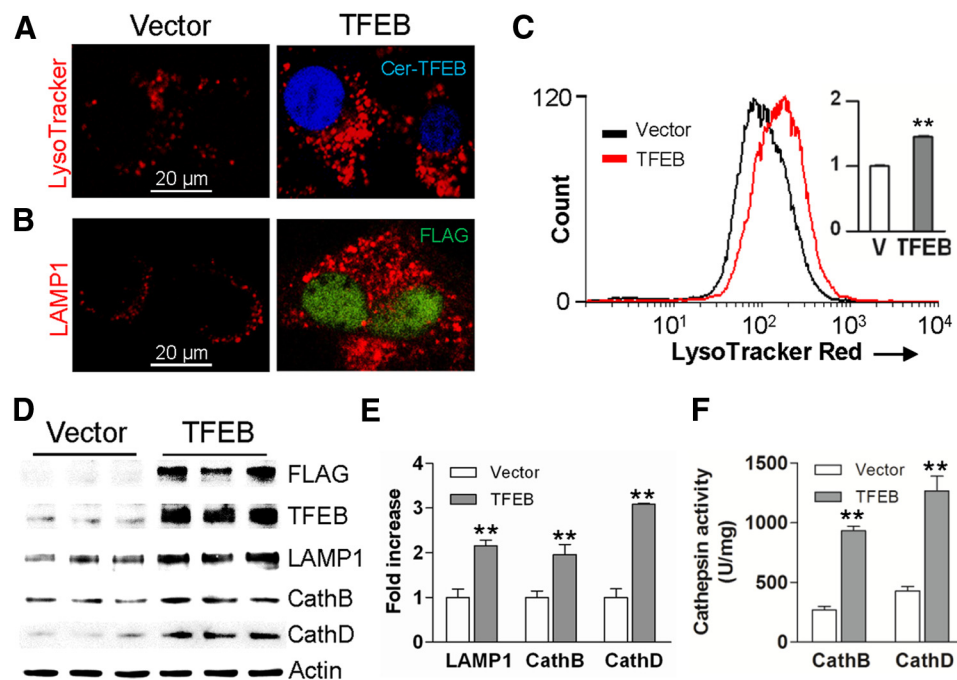 A
Vector
TFEB
LysoTracker
Cer-TFEB
20 µm
B
LAMP1
FLAG
20 µm
C
120
Count
0
Vector
TFEB
10¹
10²
10³
10⁴
LysoTracker Red
2
1
0
**
V
TFEB
D
Vector
TFEB
FLAG
TFEB
LAMP1
CathB
CathD
Actin
E
Fold increase
4
3
2
1
0
Vector
TFEB
**
**
**
LAMP1
CathB
CathD
F
Cathepsin activity
(U/mg)
1500
1000
500
0
Vector
TFEB
**
**
CathB
CathD